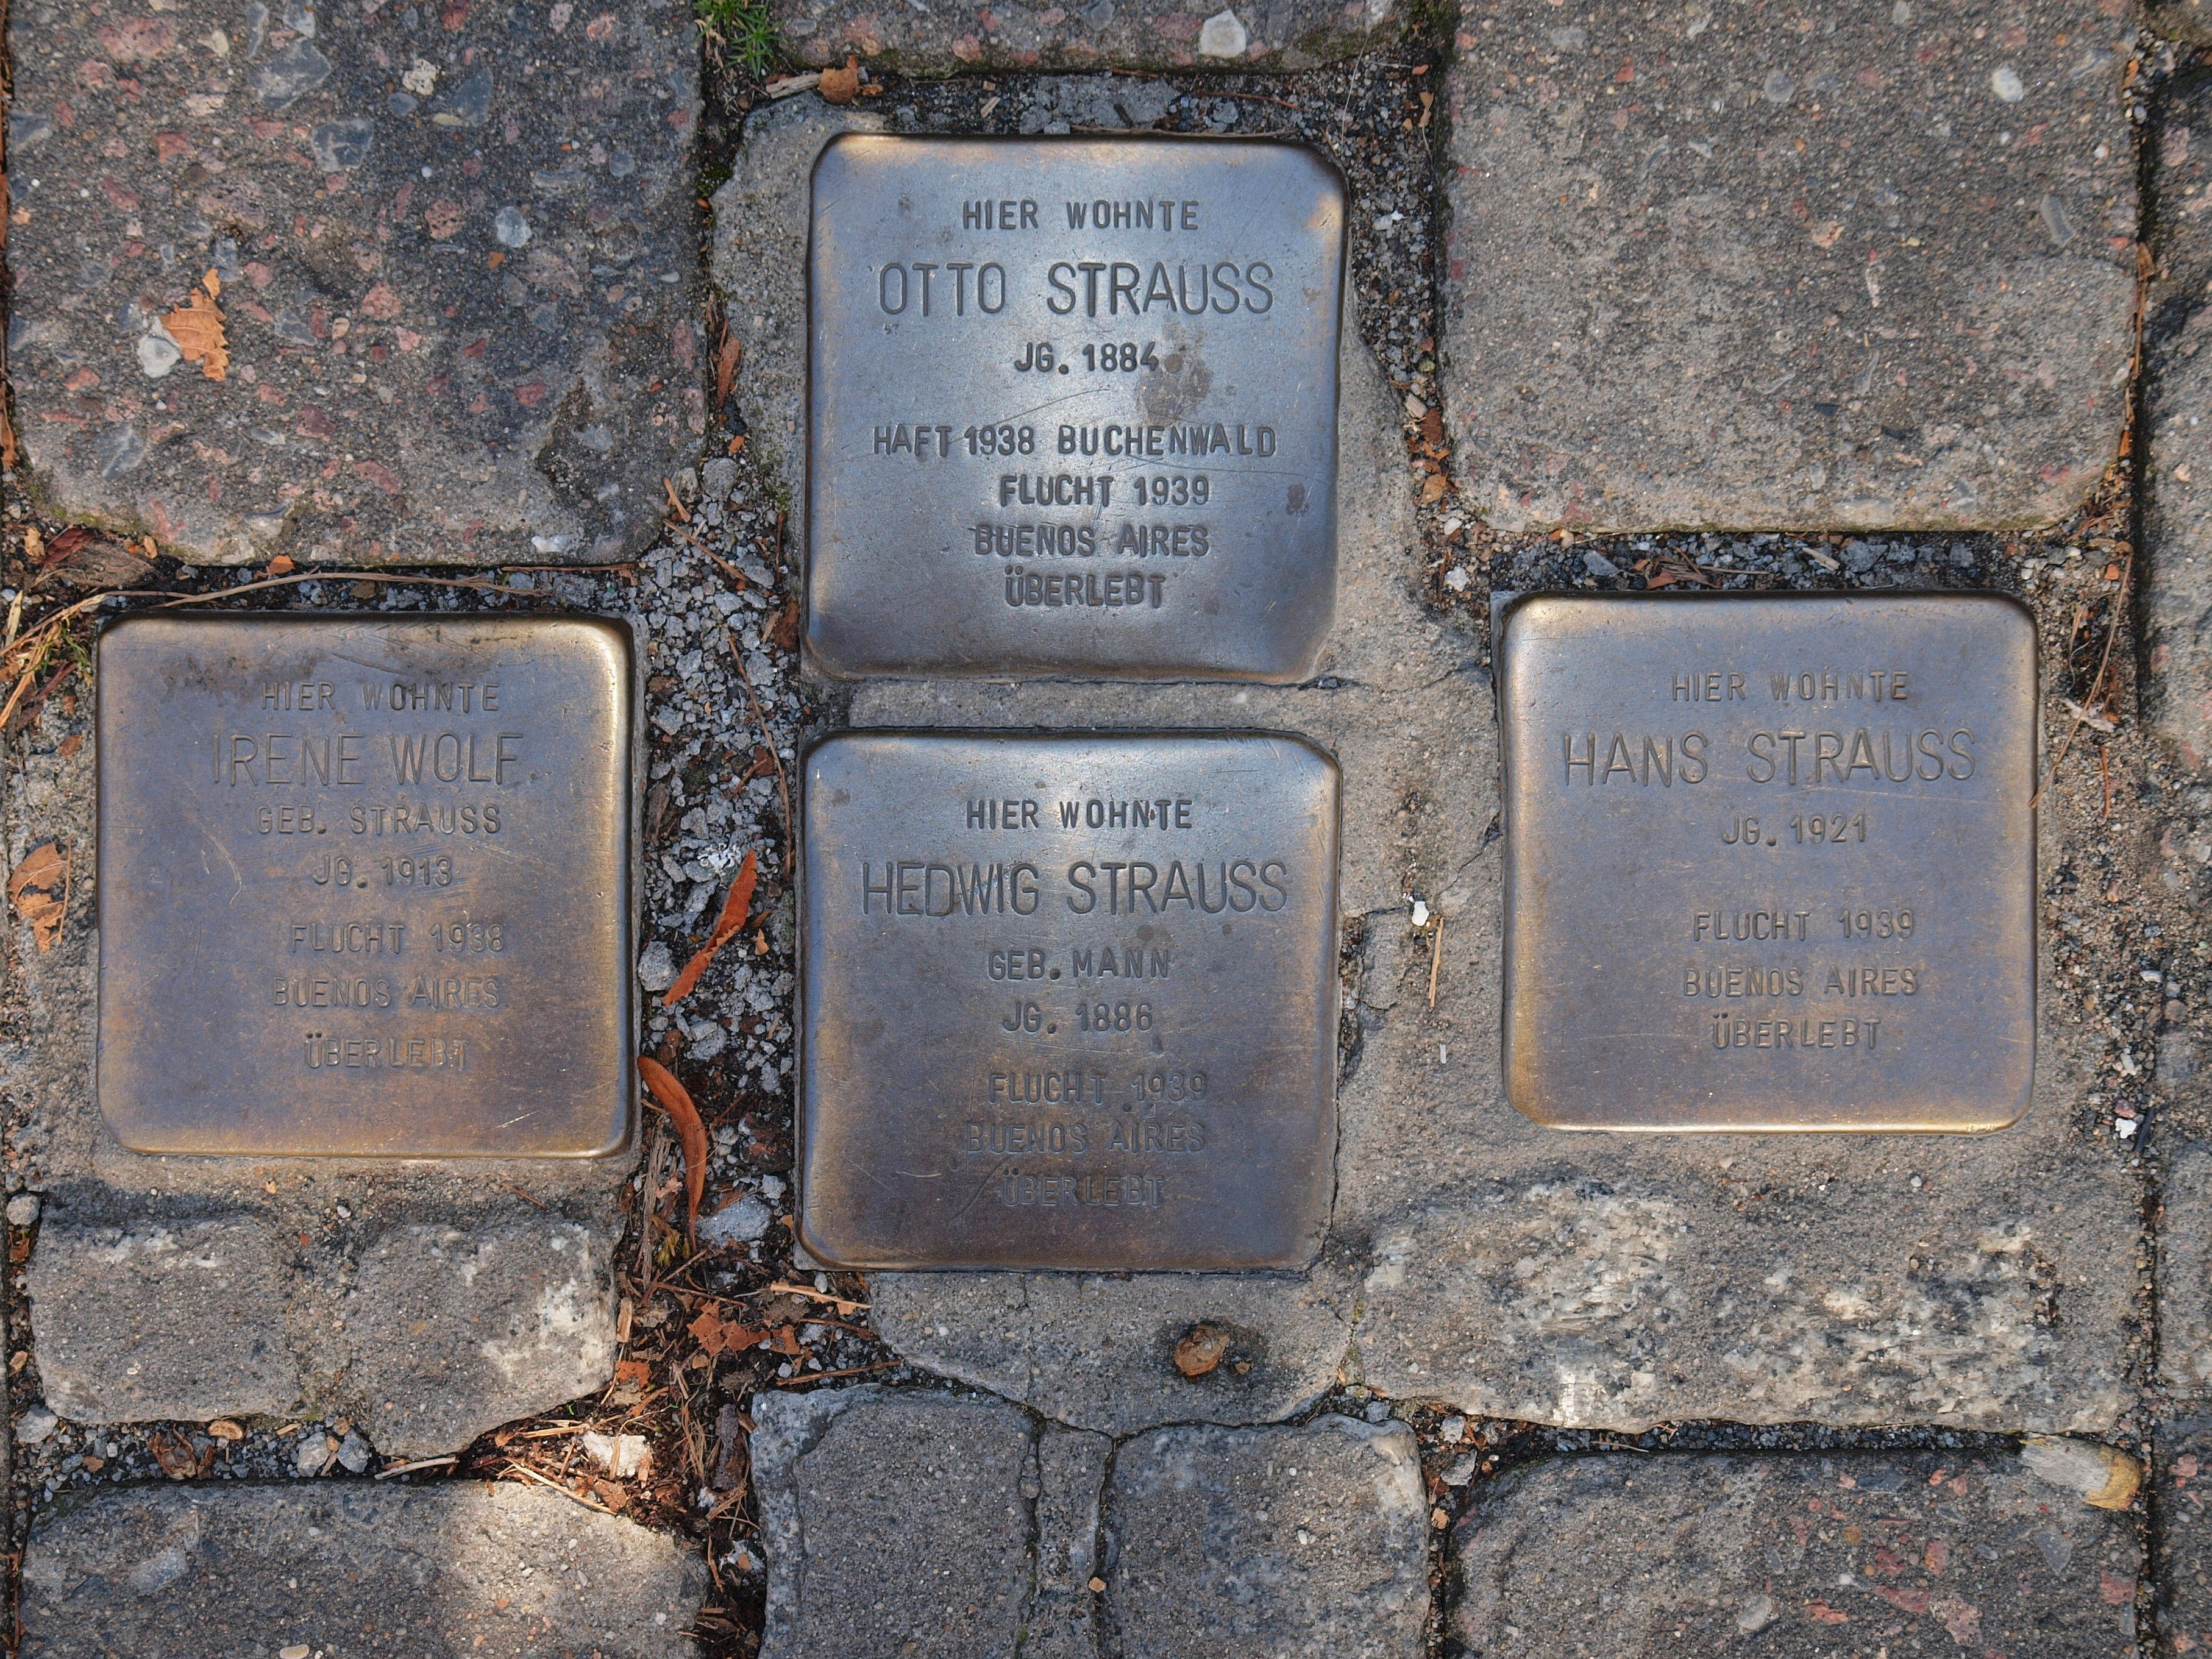 HIER WOHNTE
OTTO STRAUSS
JG. 1884
HAFT 1938 BUCHENWALD
FLUCHT 1939
BUENOS AIRES
ÜBERLEBT
HIER WOHNTE
IRENE WOLF
GEB. STRAUSS
JG. 1913
FLUCHT 1938
BUENOS AIRES
ÜBERLEBT
HIER WOHNTE
HEDWIG STRAUSS
GEB. MANN
JG. 1886
FLUCHT 1939
BUENOS AIRES
ÜBERLEBT
HIER WOHNTE
HANS STRAUSS
JG. 1921
FLUCHT 1939
BUENOS AIRES
ÜBERLEBT